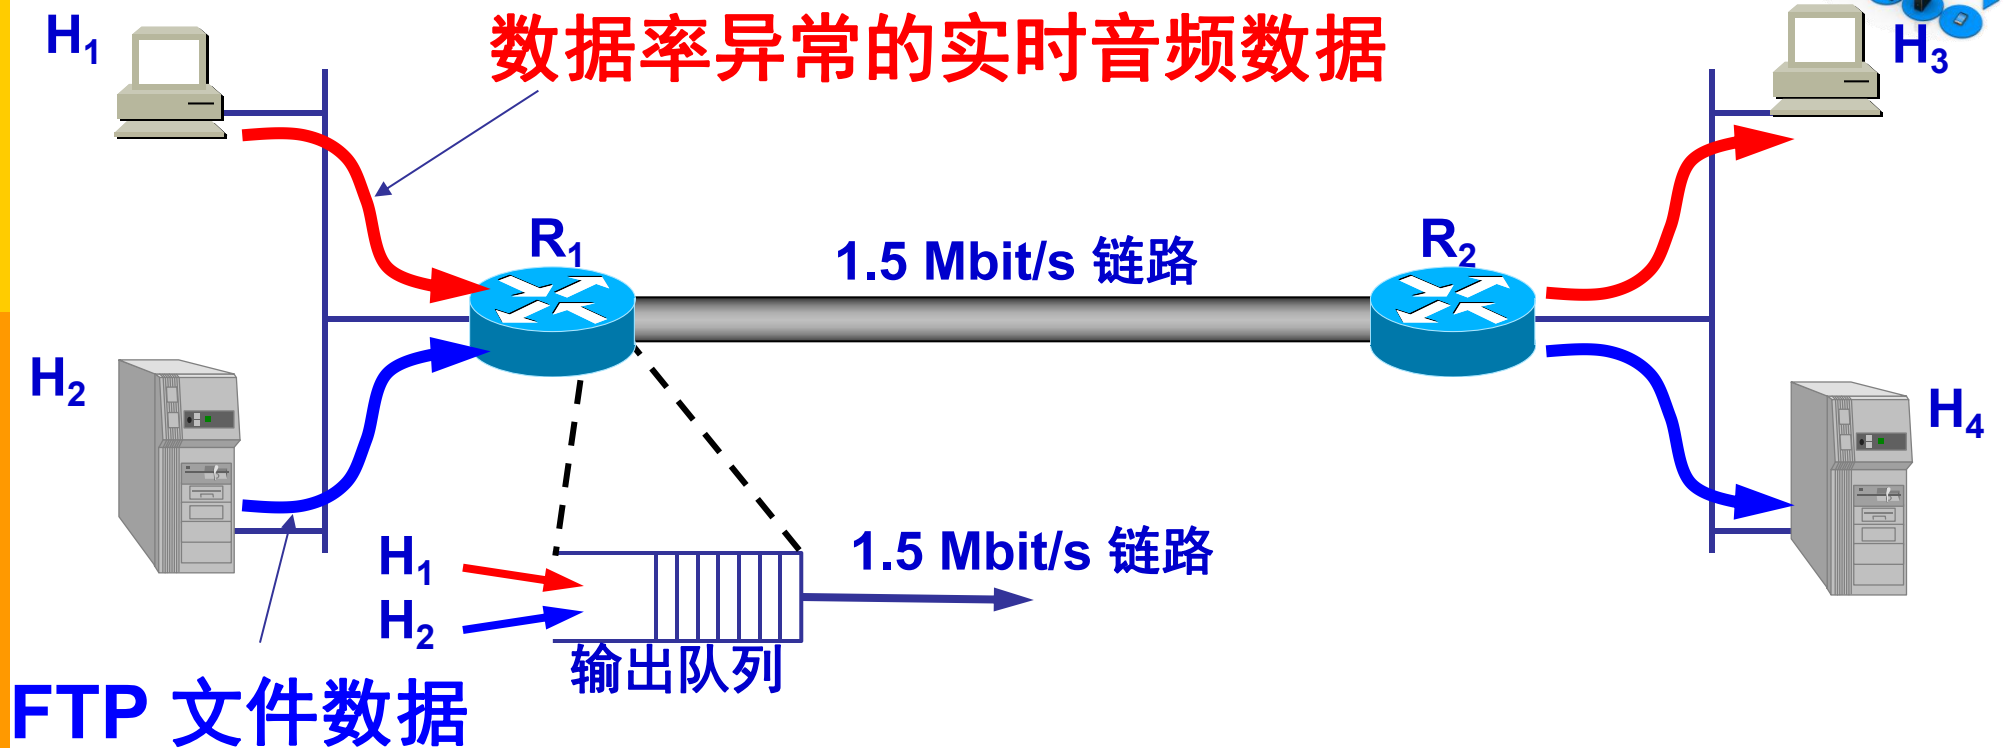 数据率异常的实时音频数据
H1
H3
R1
1.5 Mbit/s 链路
R2
H2
H4
H1
1.5 Mbit/s 链路
H2
输出队列
FTP 文件数据